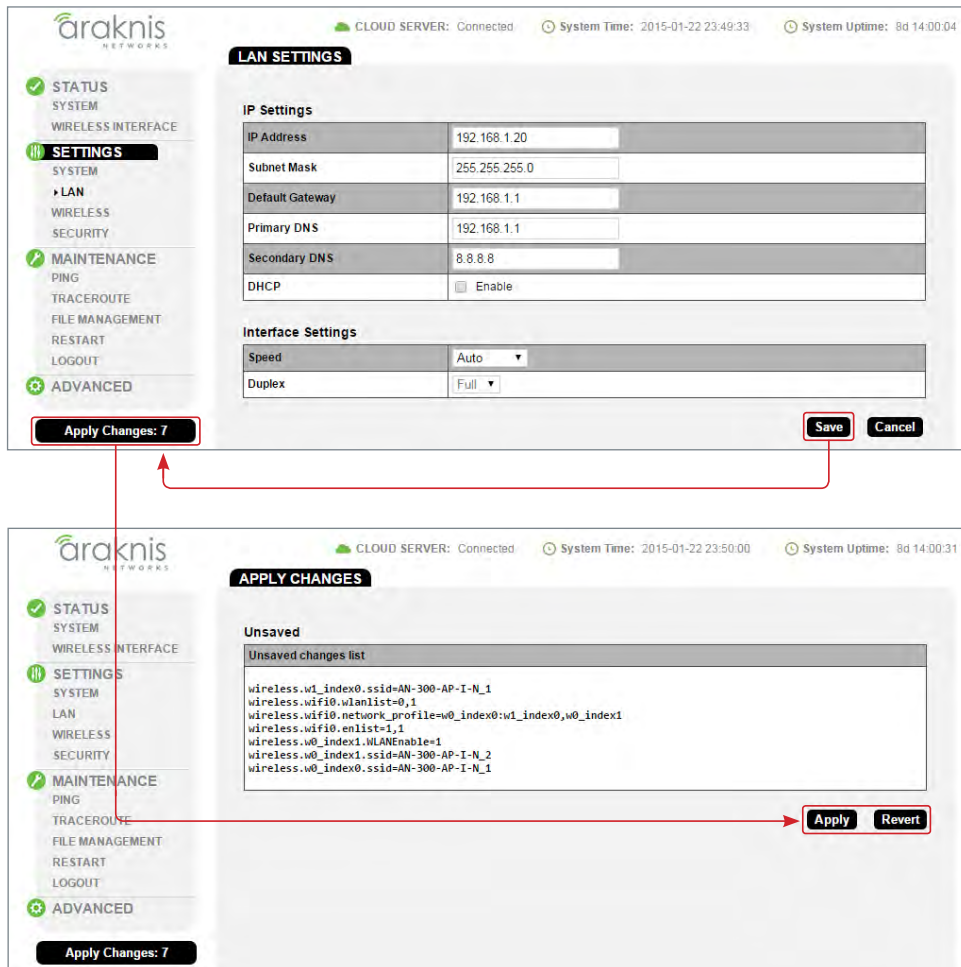 araknis
NETWORKS
CLOUD SERVER: Connected System Time: 2015-01-22 23:49:33 System Uptime: 8d 14:00:04
LAN SETTINGS
STATUS
SYSTEM
WIRELESS INTERFACE
SETTINGS
SYSTEM
LAN
WIRELESS
SECURITY
MAINTENANCE
PING
TRACEROUTE
FILE MANAGEMENT
RESTART
LOGOUT
ADVANCED
Apply Changes: 7
IP Settings
IP Address 192.168.1.20
Subnet Mask 255.255.255.0
Default Gateway 192.168.1.1
Primary DNS 192.168.1.1
Secondary DNS 8.8.8.8
DHCP Enable
Interface Settings
Speed Auto
Duplex Full
Save Cancel
araknis
NETWORKS
CLOUD SERVER: Connected System Time: 2015-01-22 23:50:00 System Uptime: 8d 14:00:31
APPLY CHANGES
STATUS
SYSTEM
WIRELESS INTERFACE
SETTINGS
SYSTEM
LAN
WIRELESS
SECURITY
MAINTENANCE
PING
TRACEROUTE
FILE MANAGEMENT
RESTART
LOGOUT
ADVANCED
Apply Changes: 7
Unsaved
Unsaved changes list
wireless.w1_index0.ssid=AN-300-AP-I-N_1
wireless.wifi0.wlanlist=0,1
wireless.wifi0.network_profile=w0_index0:w1_index0,w0_index1
wireless.wifi0.enlist=1,1
wireless.w0_index1.WLANEnable=1
wireless.w0_index1.ssid=AN-300-AP-I-N_2
wireless.w0_index0.ssid=AN-300-AP-I-N_1
Apply Revert